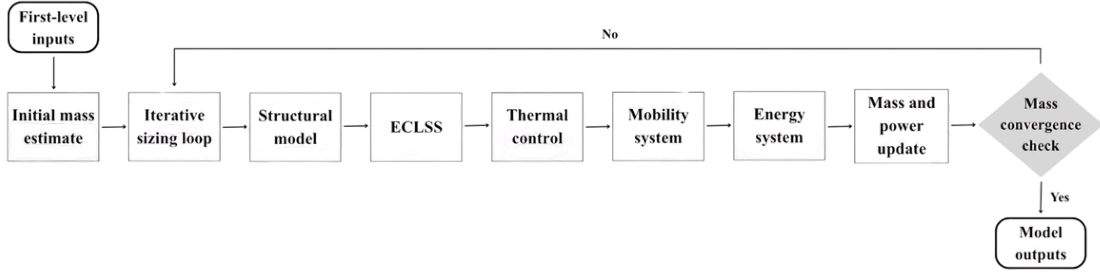 First-level
inputs
No
Initial mass
estimate
Iterative
sizing loop
Structural
model
ECLSS
Thermal
control
Mobility
system
Energy
system
Mass and
power
update
Mass
convergence
check
Yes
Model
outputs